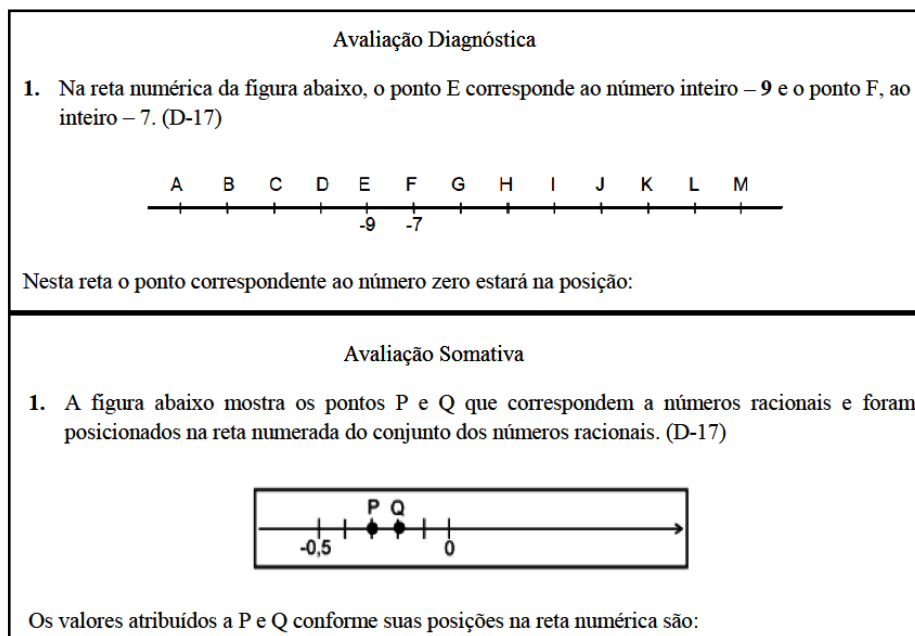 Avaliação Diagnóstica
1. Na reta numérica da figura abaixo, o ponto E corresponde ao número inteiro – 9 e o ponto F, ao
inteiro – 7. (D-17)
A B C D E F G H I J K L M
-9 -7
Nesta reta o ponto correspondente ao número zero estará na posição:
Avaliação Somativa
1. A figura abaixo mostra os pontos P e Q que correspondem a números racionais e foram
posicionados na reta numerada do conjunto dos números racionais. (D-17)
P Q
-0,5 0
Os valores atribuídos a P e Q conforme suas posições na reta numérica são: